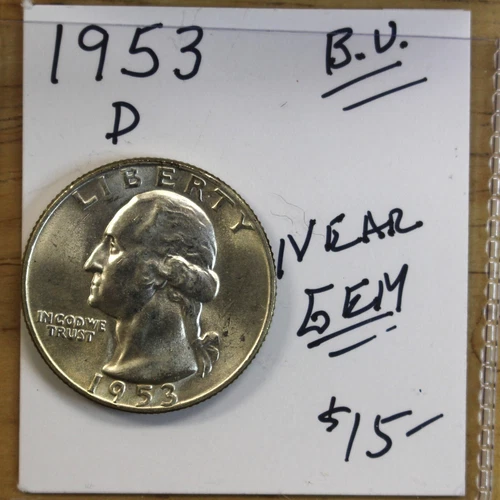 1953 B.U.
D
LIBERTY
IN GOD WE
TRUST
1953
NEAR
GEM
$15-